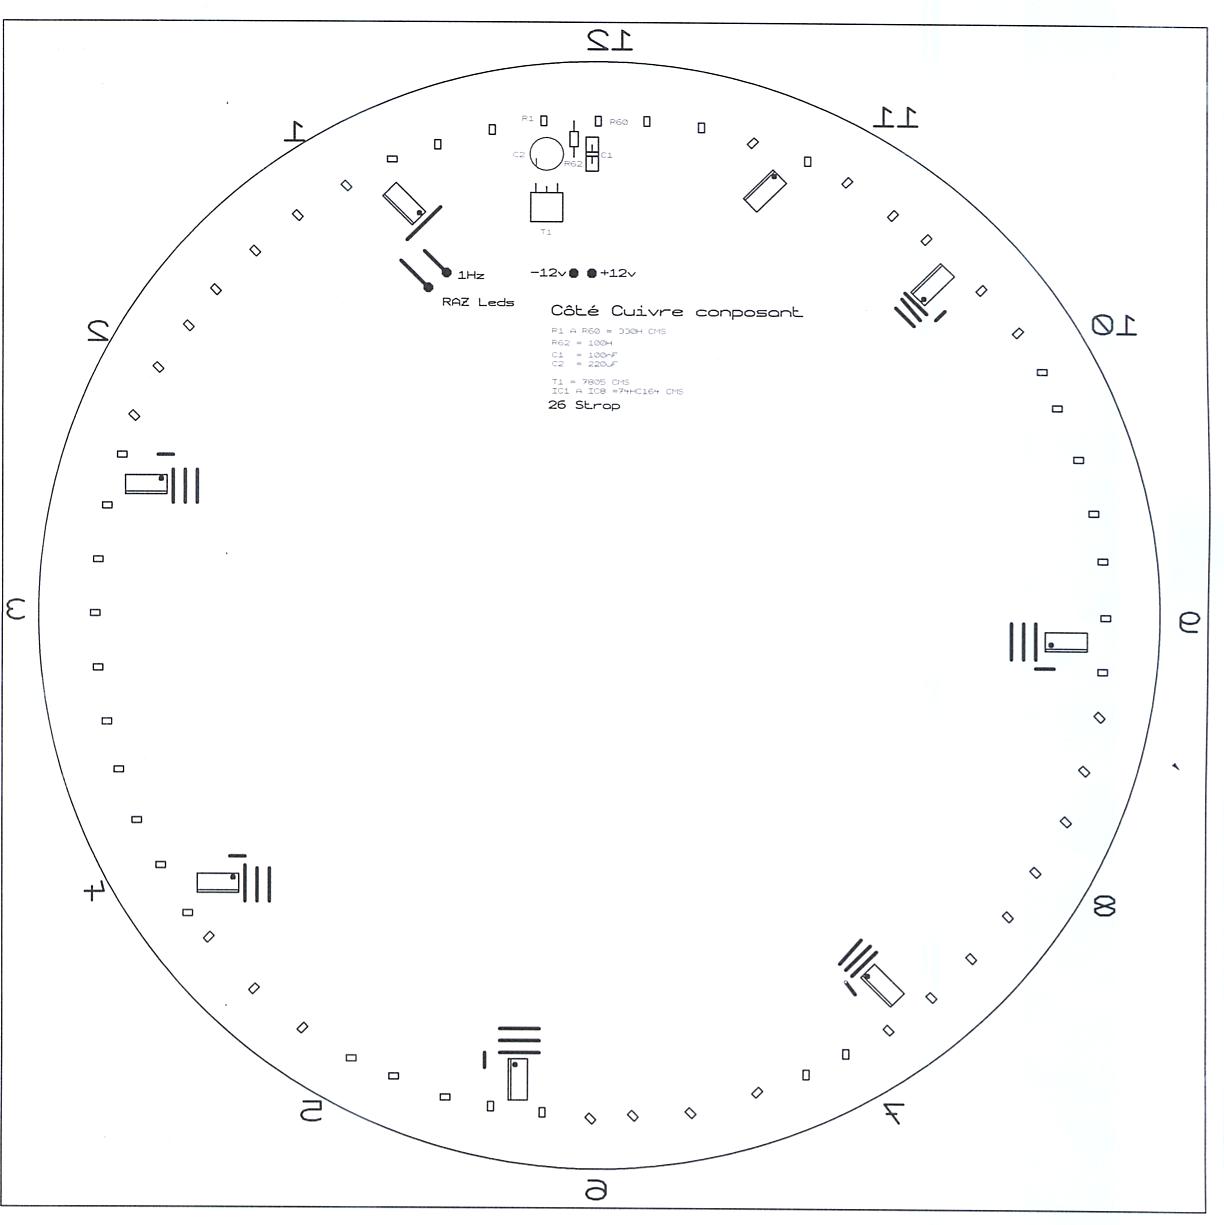 12
1
11
R1
R60
C2
R62
C1
T1
1Hz
-12v
+12v
RAZ Leds
2
10
Côté Cuivre conposant
R1 A R60 = 330H CMS
R62 = 100H
C1 = 100nF
C2 = 220uF
T1 = 7805 CMS
IC1 A IC8 =74HC164 CMS
26 Strap
3
9
4
8
5
7
6